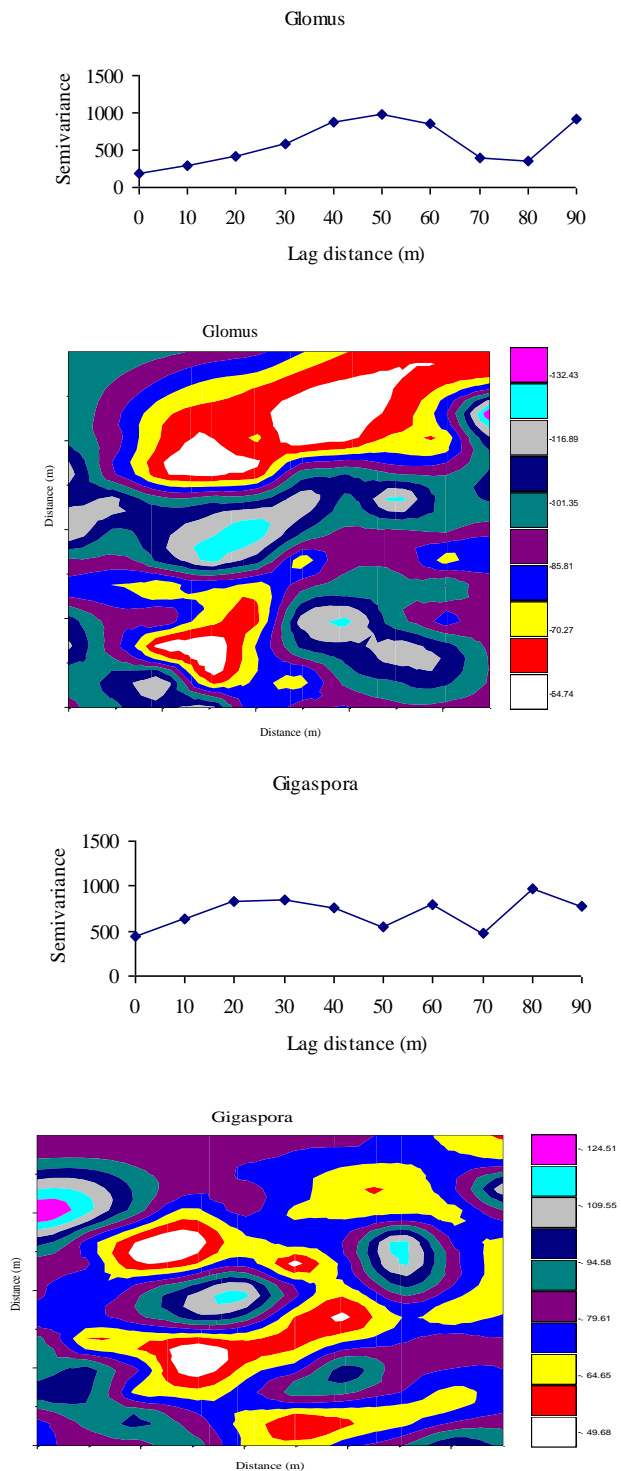 Glomus
1500
1000
500
0
Semivariance
0 10 20 30 40 50 60 70 80 90
Lag distance (m)
Glomus
Distance (m)
-132.43
-116.89
-101.35
-85.81
-70.27
-54.74
Distance (m)
Gigaspora
1500
1000
500
0
Semivariance
0 10 20 30 40 50 60 70 80 90
Lag distance (m)
Gigaspora
Distance (m)
-. 124.51
-. 109.55
-. 94.58
-. 79.61
-. 64.65
-. 49.68
Distance (m)